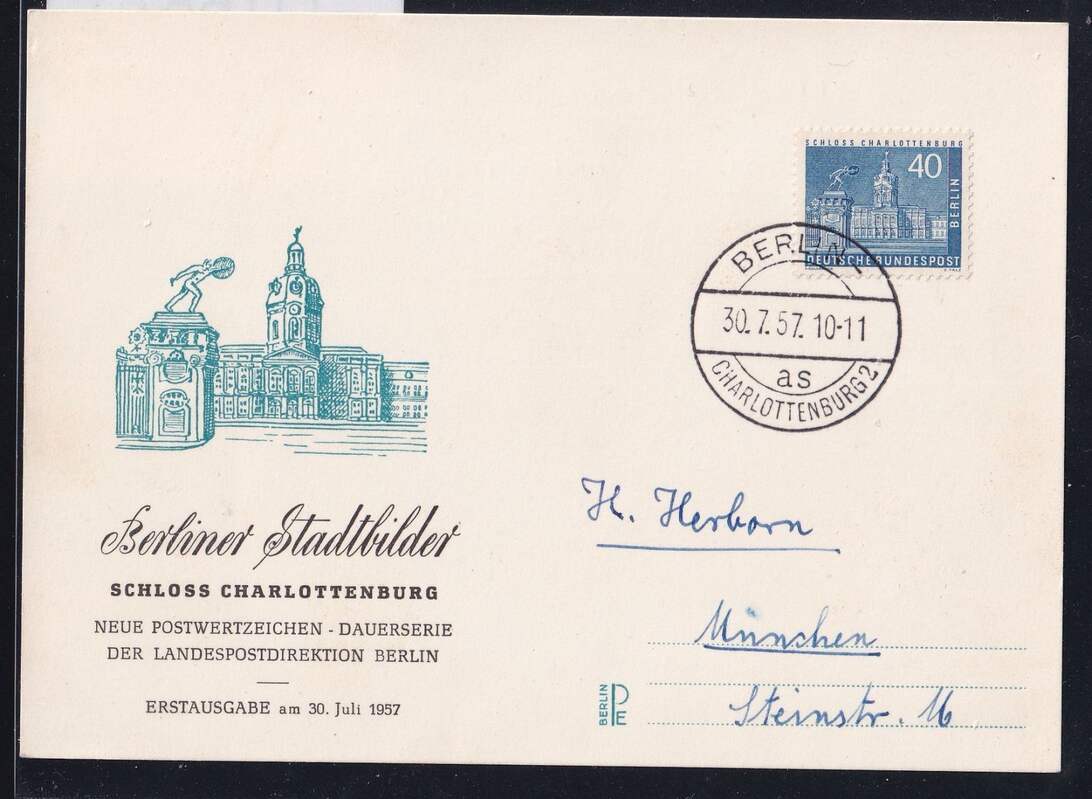 Berliner Stadtbilder
SCHLOSS CHARLOTTENBURG
NEUE POSTWERTZEICHEN - DAUERSERIE
DER LANDESPOSTDIREKTION BERLIN
ERSTAUSGABE am 30. Juli 1957
SCHLOSS CHARLOTTENBURG
40
BERLIN
DEUTSCHE BUNDESPOST
BERLIN
30.7.57.10-11
as
CHARLOTTENBURG 2
H. Herborn
München
Steinstr. 16
BERLIN
PE